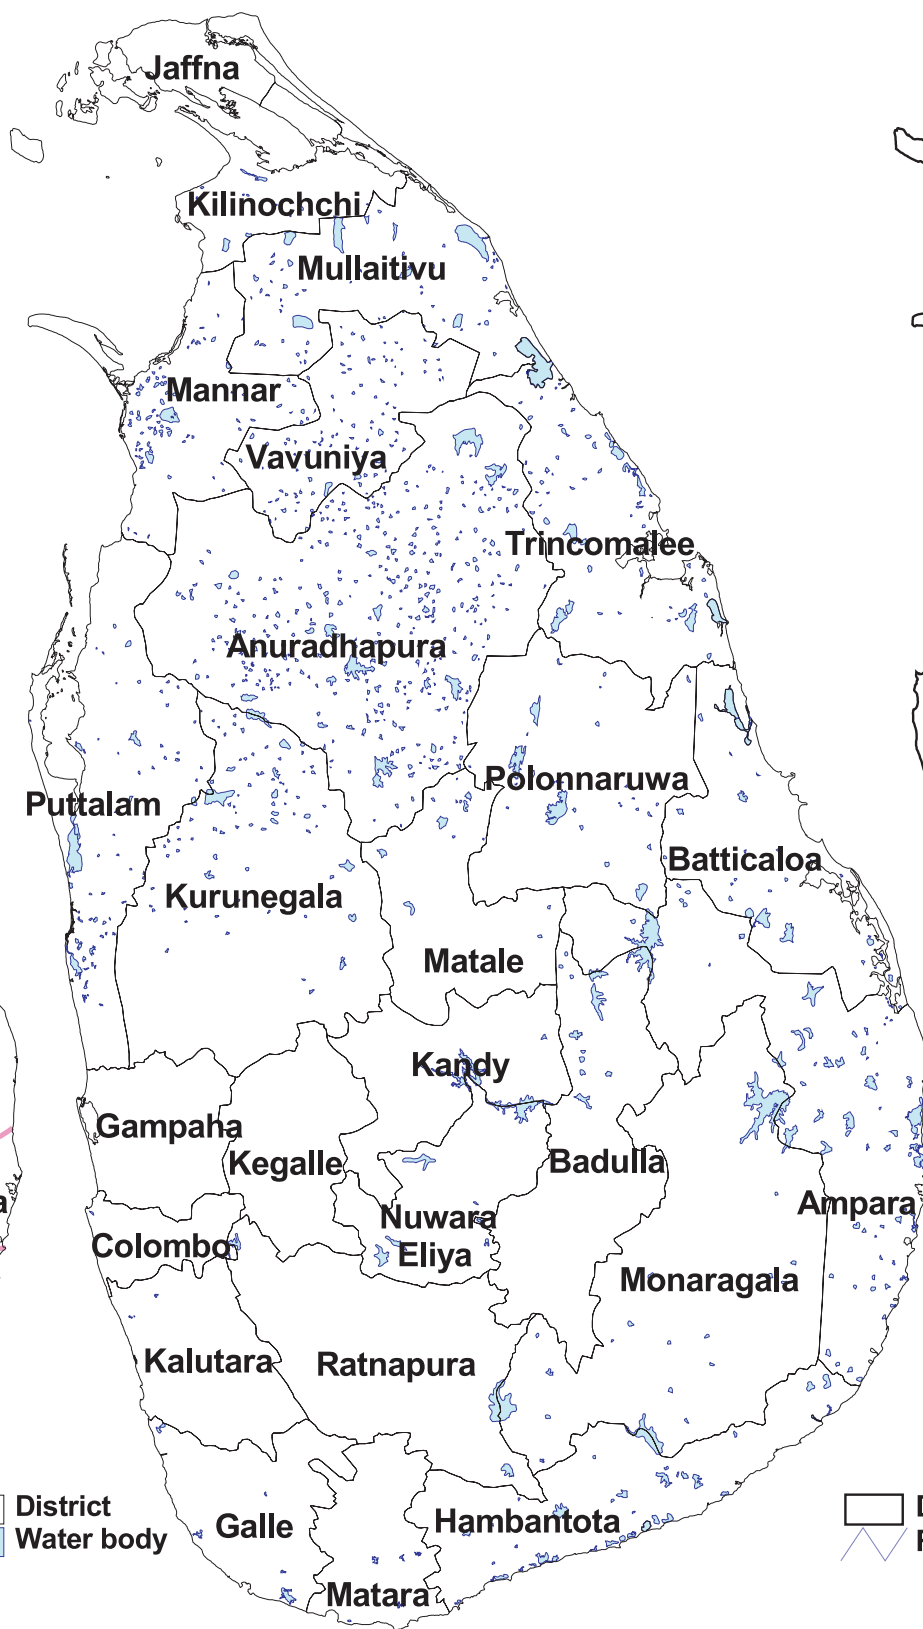 Jaffna
Kilinochchi
Mullaitivu
Mannar
Vavuniya
Trincomalee
Anuradhapura
Polonnaruwa
Puttalam
Batticaloa
Kurunegala
Matale
Kandy
Gampaha
Kegalle
Badulla
a
Nuwara
Eliya
Ampara
Colombo
Monaragala
Kalutara
Ratnapura
District
Water body
Galle
Hambantota
Matara